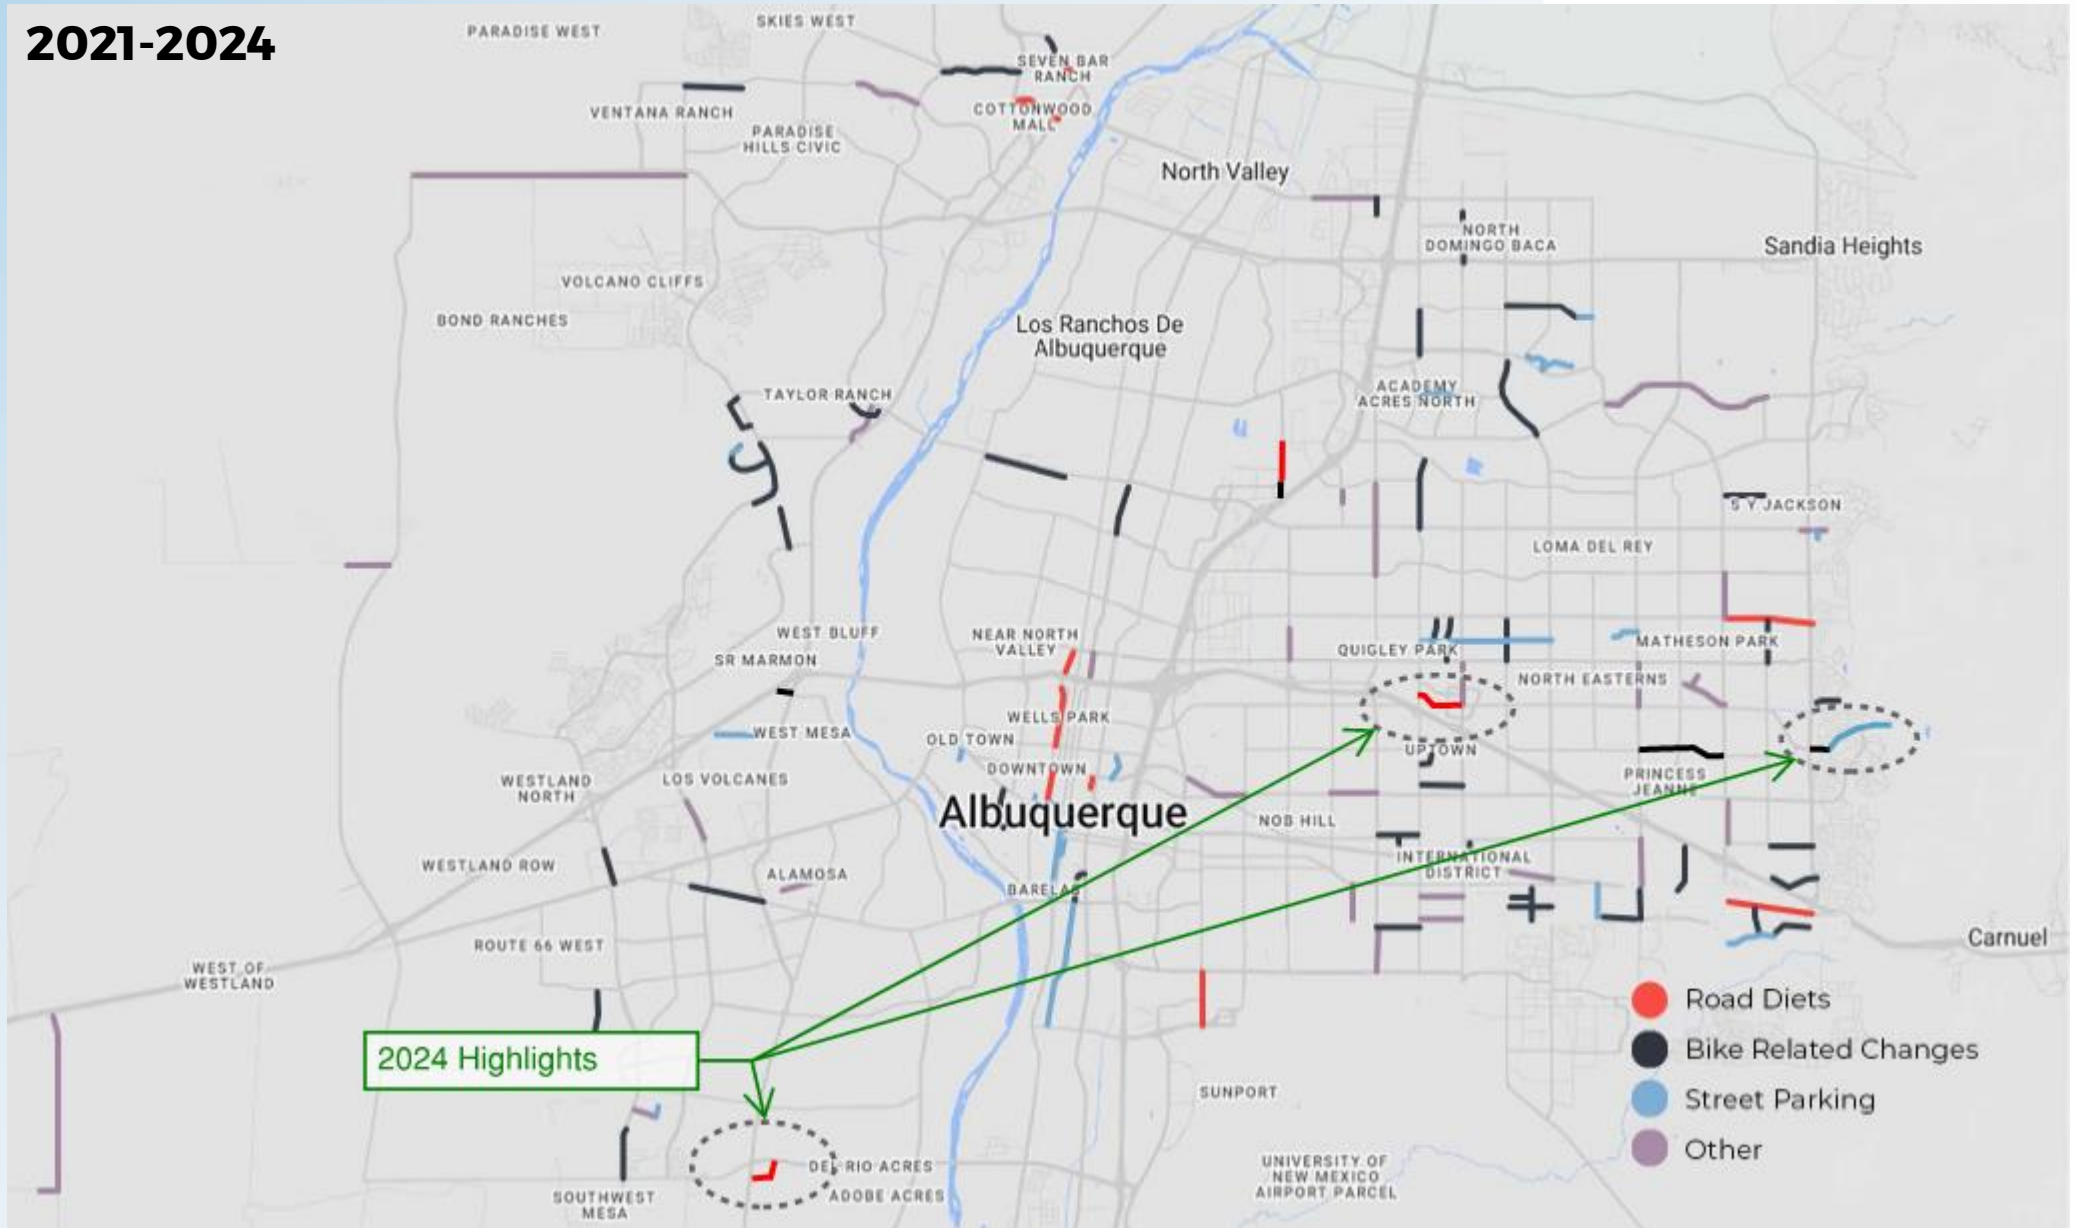 2021-2024
PARADISE WEST
SKIES WEST
SEVEN BAR
RANCH
VENTANA RANCH
COTTONWOOD
MALL
PARADISE
HILLS CIVIC
North Valley
NORTH
DOMINGO BACA
Sandia Heights
VOLCANO CLIFFS
BOND RANCHES
Los Ranchos De
Albuquerque
TAYLOR RANCH
ACADEMY
ACRES NORTH
S Y JACKSON
LOMA DEL REY
WEST BLUFF
NEAR NORTH
VALLEY
QUIGLEY PARK
MATHESON PARK
SR MARMON
NORTH EASTERNS
WELLS PARK
WEST MESA
OLD TOWN
UPTOWN
DOWNTOWN
WESTLAND
NORTH
LOS VOLCANES
PRINCESS
JEANNE
Albuquerque
NOB HILL
WESTLAND ROW
ALAMOSA
INTERNATIONAL
DISTRICT
BARELAS
ROUTE 66 WEST
Carnuel
WEST OF
WESTLAND
Road Diets
Bike Related Changes
Street Parking
Other
2024 Highlights
SUNPORT
DEL RIO ACRES
ADOBE ACRES
SOUTHWEST
MESA
UNIVERSITY OF
NEW MEXICO
AIRPORT PARCEL